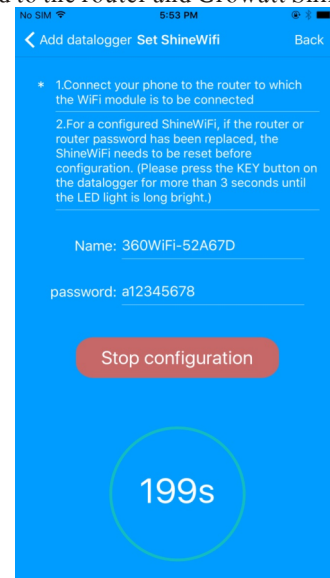 d to the router and Growatt Shin
No SIM 5:53 PM
Add datalogger Set ShineWifi Back
* 1.Connect your phone to the router to which
the WiFi module is to be connected
2.For a configured ShineWiFi, if the router or
router password has been replaced, the
ShineWiFi needs to be reset before
configuration. (Please press the KEY button on
the datalogger for more than 3 seconds until
the LED light is long bright.)
Name: 360WiFi-52A67D
password: a12345678
Stop configuration
199s